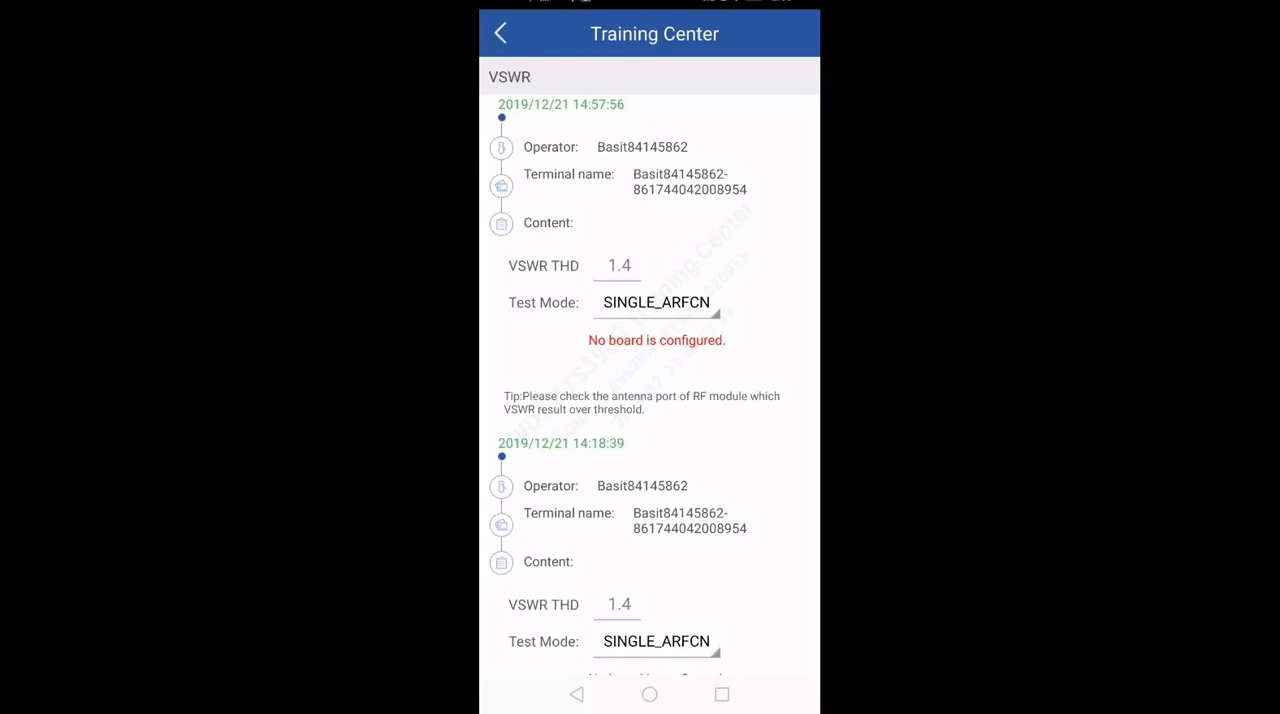 Training Center
VSWR
2019/12/21 14:57:56
Operator: Basit84145862
Terminal name: Basit84145862-
861744042008954
Content:
VSWR THD 1.4
Test Mode: SINGLE_ARFCN
No board is configured.
Tip:Please check the antenna port of RF module which
VSWR result over threshold.
2019/12/21 14:18:39
Operator: Basit84145862
Terminal name: Basit84145862-
861744042008954
Content:
VSWR THD 1.4
Test Mode: SINGLE_ARFCN